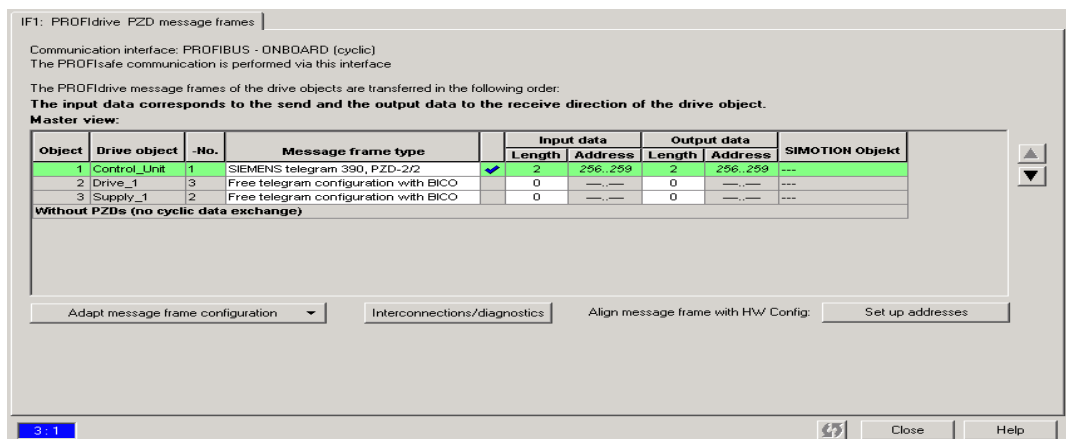 IF1: PROFIdrive PZD message frames
Communication interface: PROFIBUS - ONBOARD (cyclic)
The PROFIsafe communication is performed via this interface
The PROFIdrive message frames of the drive objects are transferred in the following order:
The input data corresponds to the send and the output data to the receive direction of the drive object.
Master view:
Object Drive object -No. Message frame type Input data Output data SIMOTION Objekt
Length Address Length Address
1 Control_Unit 1 SIEMENS telegram 390, PZD-2/2 2 256..259 2 256..259 ---
2 Drive_1 3 Free telegram configuration with BICO 0 ---..--- 0 ---..--- ---
3 Supply_1 2 Free telegram configuration with BICO 0 ---..--- 0 ---..--- ---
Without PZDs (no cyclic data exchange)
Adapt message frame configuration Interconnections/diagnostics Align message frame with HW Config: Set up addresses
3 : 1 Close Help